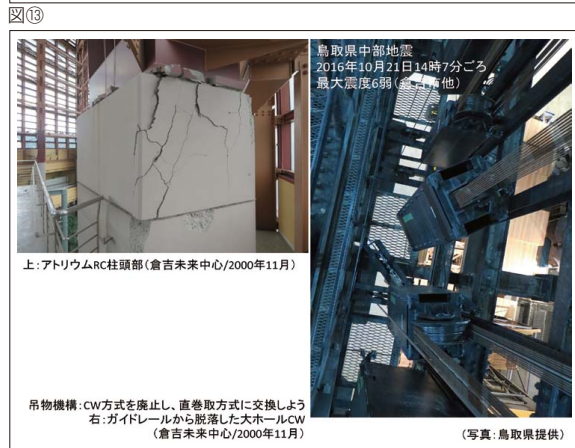 図⑬
鳥取県中部地震
2016年10月21日14時7分ごろ
最大震度6弱(倉吉市他)
上:アトリウムRC柱頭部(倉吉未来中心/2000年11月)
吊物機構:CW方式を廃止し、直巻取方式に交換しよう
右:ガイドレールから脱落した大ホールCW
(倉吉未来中心/2000年11月)
(写真:鳥取県提供)